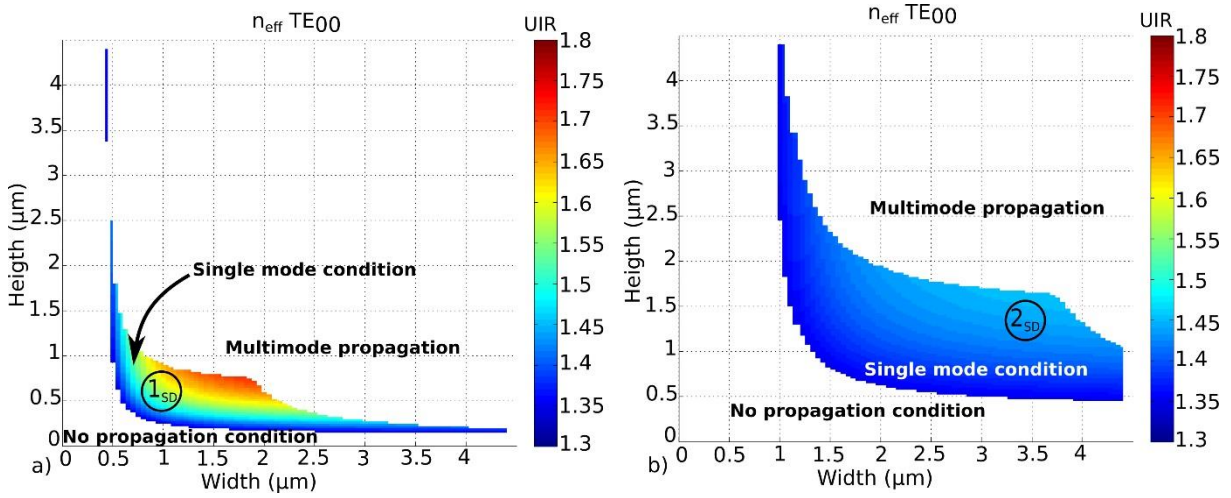 n_eff TE00
UIR
1.8
1.75
1.7
1.65
1.6
1.55
1.5
1.45
1.4
1.35
1.3
Heigth (µm)
4
3.5
3
2.5
2
1.5
1
0.5
0
Single mode condition
Multimode propagation
1SD
No propagation condition
0 0.5 1 1.5 2 2.5 3 3.5 4
a) Width (µm)
n_eff TE00
UIR
1.8
1.75
1.7
1.65
1.6
1.55
1.5
1.45
1.4
1.35
1.3
Heigth (µm)
4
3.5
3
2.5
2
1.5
1
0.5
0
Multimode propagation
2SD
Single mode condition
No propagation condition
0 0.5 1 1.5 2 2.5 3 3.5 4
b) Width (µm)